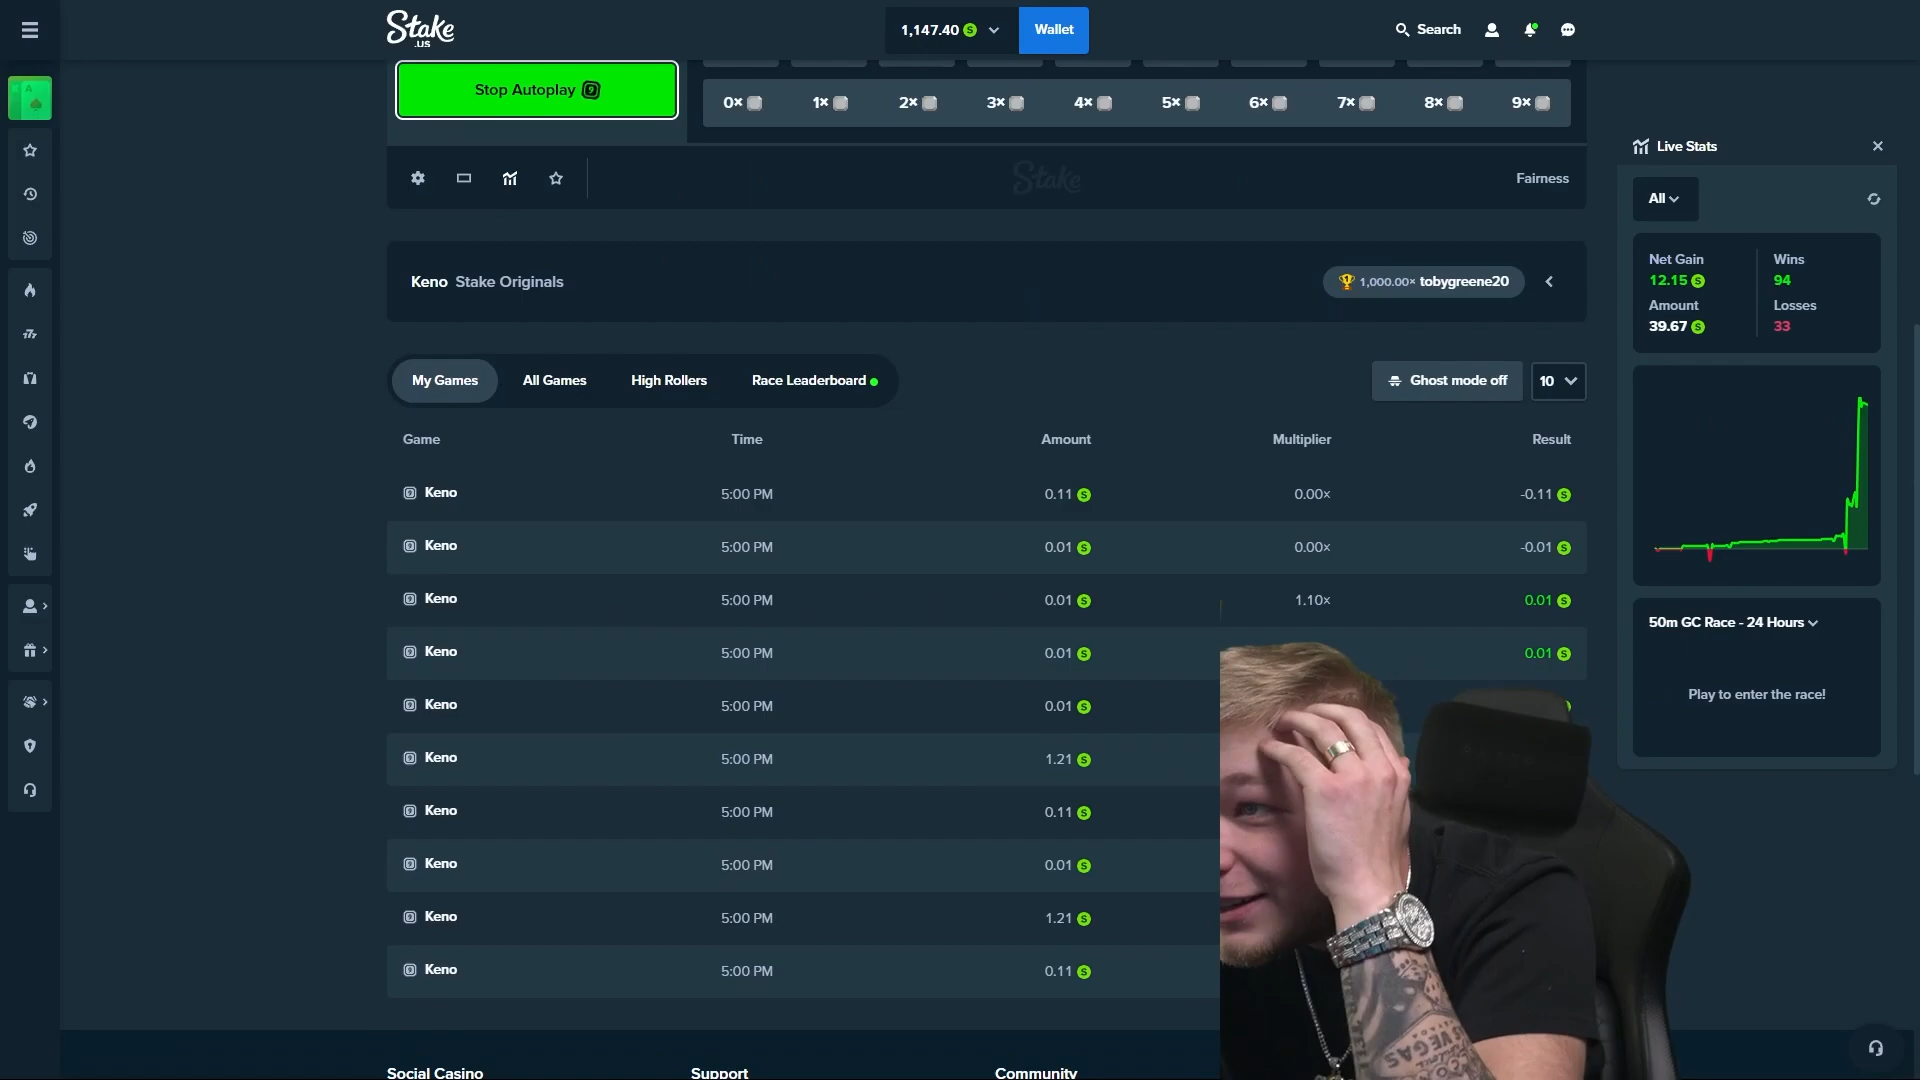 Stake
.US
1,147.40
Wallet
Search
Stop Autoplay
0×
1×
2×
3×
4×
5×
6×
7×
8×
9×
Stake
Fairness
Keno Stake Originals
1,000.00× tobygreene20
My Games
All Games
High Rollers
Race Leaderboard
Ghost mode off
10
Game Time Amount Multiplier Result
Keno 5:00 PM 0.11 0.00× -0.11
Keno 5:00 PM 0.01 0.00× -0.01
Keno 5:00 PM 0.01 1.10× 0.01
Keno 5:00 PM 0.01 0.01
Keno 5:00 PM 0.01
Keno 5:00 PM 1.21
Keno 5:00 PM 0.11
Keno 5:00 PM 0.01
Keno 5:00 PM 1.21
Keno 5:00 PM 0.11
Social Casino
Support
Community
Live Stats
All
Net Gain
12.15
Wins
94
Amount
39.67
Losses
33
50m GC Race - 24 Hours
Play to enter the race!
VEGAS